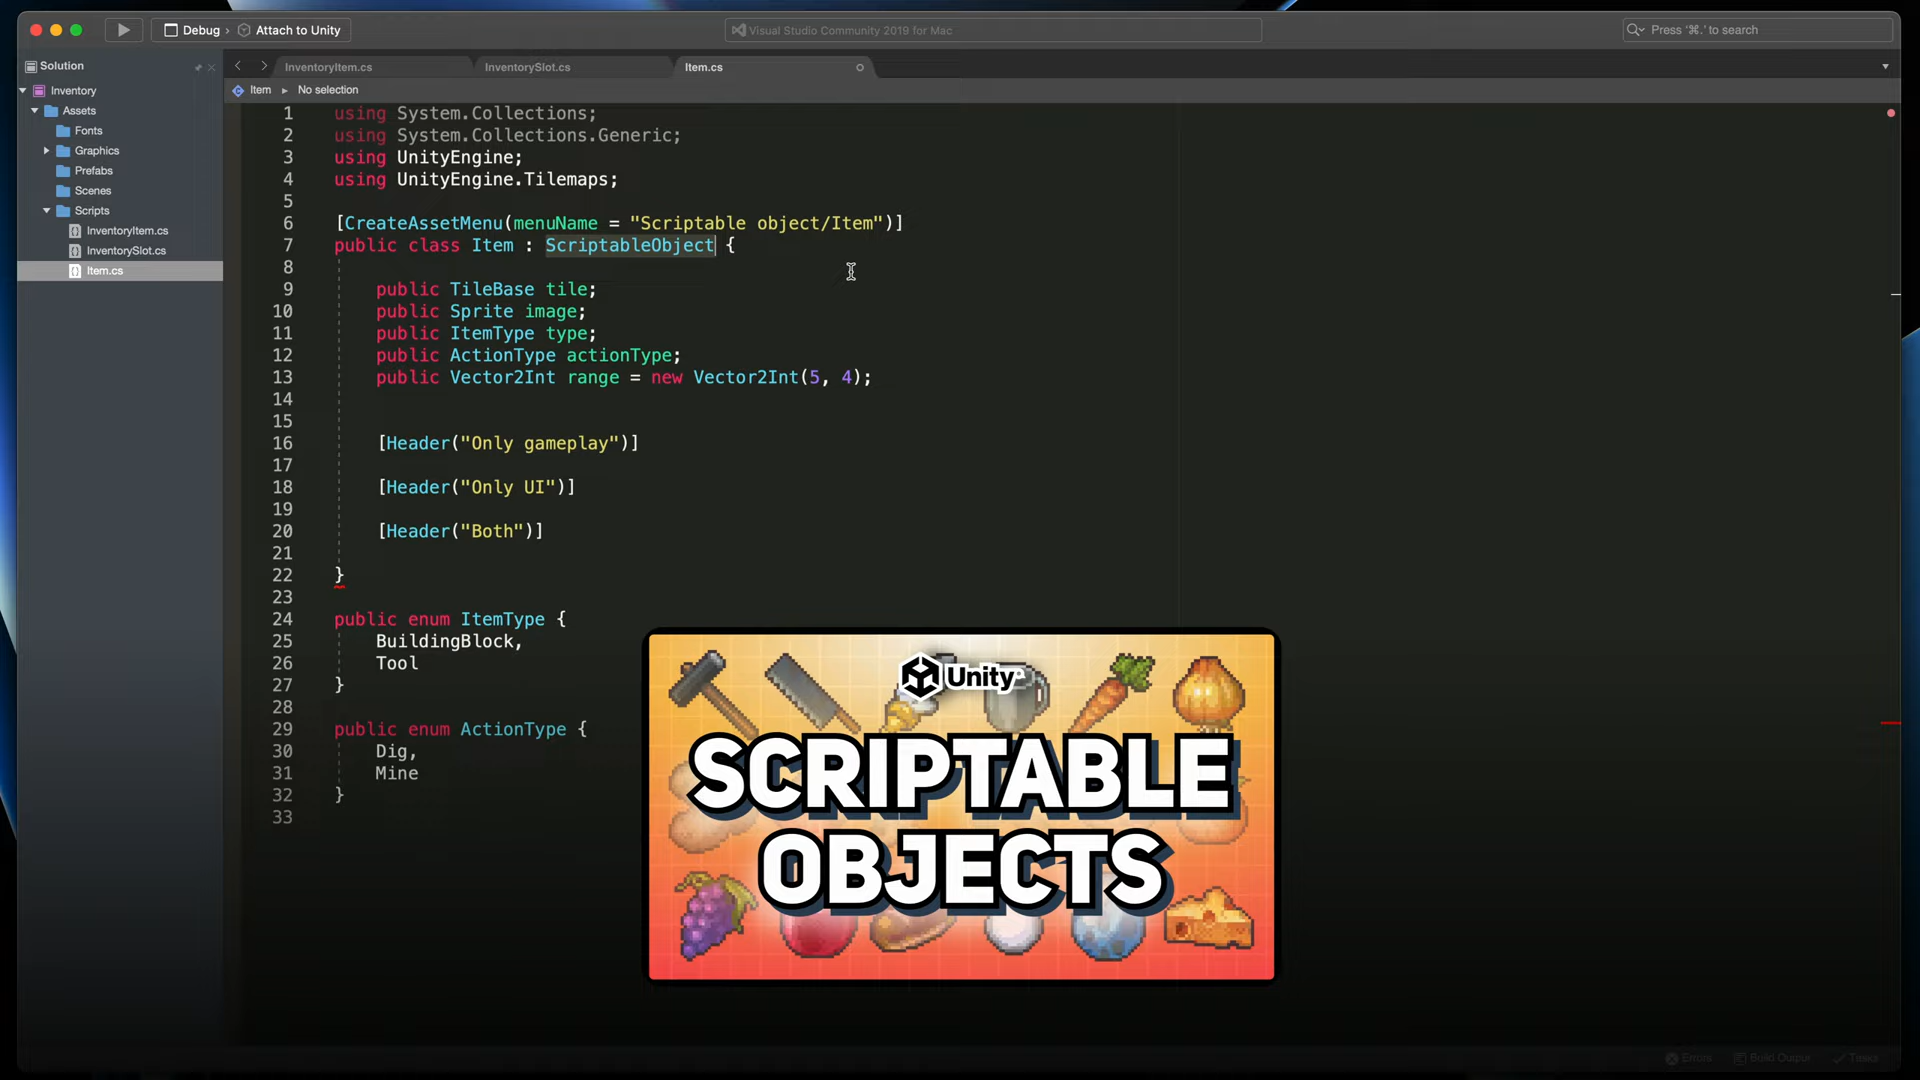 Debug › Attach to Unity
Visual Studio Community 2019 for Mac
Press '⌘.' to search
Solution
InventoryItem.cs
InventorySlot.cs
Item.cs
Item ▸ No selection
Inventory
Assets
Fonts
Graphics
Prefabs
Scenes
Scripts
InventoryItem.cs
InventorySlot.cs
Item.cs
1 using System.Collections;
2 using System.Collections.Generic;
3 using UnityEngine;
4 using UnityEngine.Tilemaps;
5
6 [CreateAssetMenu(menuName = "Scriptable object/Item")]
7 public class Item : ScriptableObject {
8
9 public TileBase tile;
10 public Sprite image;
11 public ItemType type;
12 public ActionType actionType;
13 public Vector2Int range = new Vector2Int(5, 4);
14
15
16 [Header("Only gameplay")]
17
18 [Header("Only UI")]
19
20 [Header("Both")]
21
22 }
23
24 public enum ItemType {
25 BuildingBlock,
26 Tool
27 }
28
29 public enum ActionType {
30 Dig,
31 Mine
32 }
33
Unity
SCRIPTABLE
OBJECTS
Errors
Build Output
Tasks